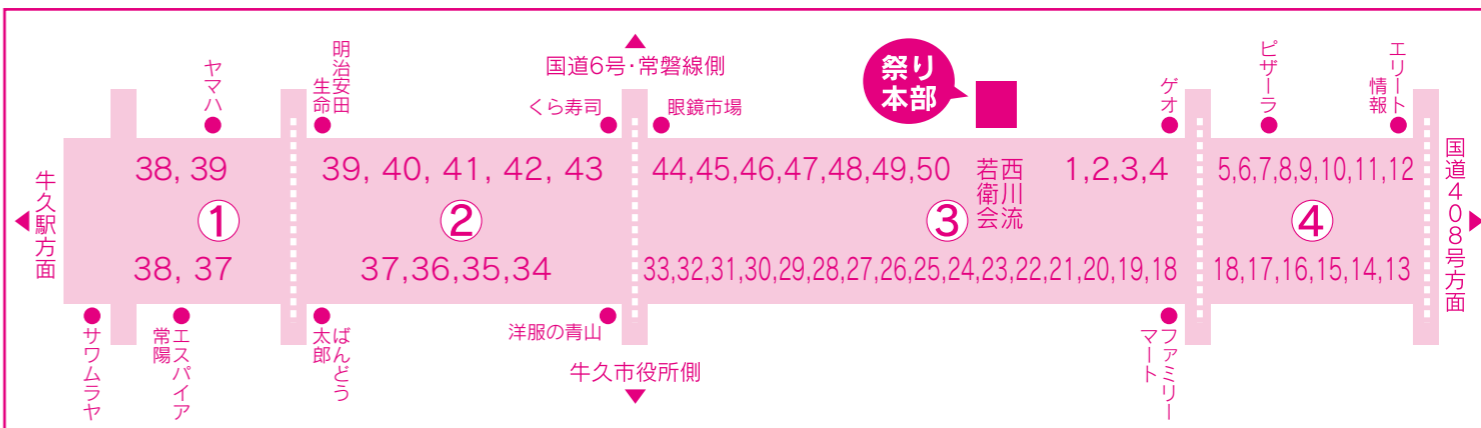 ヤマハ
明治安田
生命
国道6号・常磐線側
くら寿司
眼鏡市場
祭り
本部
ゲオ
ピザーラ
エリート
情報
牛久駅方面
38, 39
39, 40, 41, 42, 43
44,45,46,47,48,49,50
西川流
若衛会
1,2,3,4
5,6,7,8,9,10,11,12
国道408号方面
①
②
③
④
38, 37
37,36,35,34
33,32,31,30,29,28,27,26,25,24,23,22,21,20,19,18
18,17,16,15,14,13
サワムラヤ
エスパイア
常陽
ばんどう
太郎
洋服の青山
牛久市役所側
ファミリー
マート